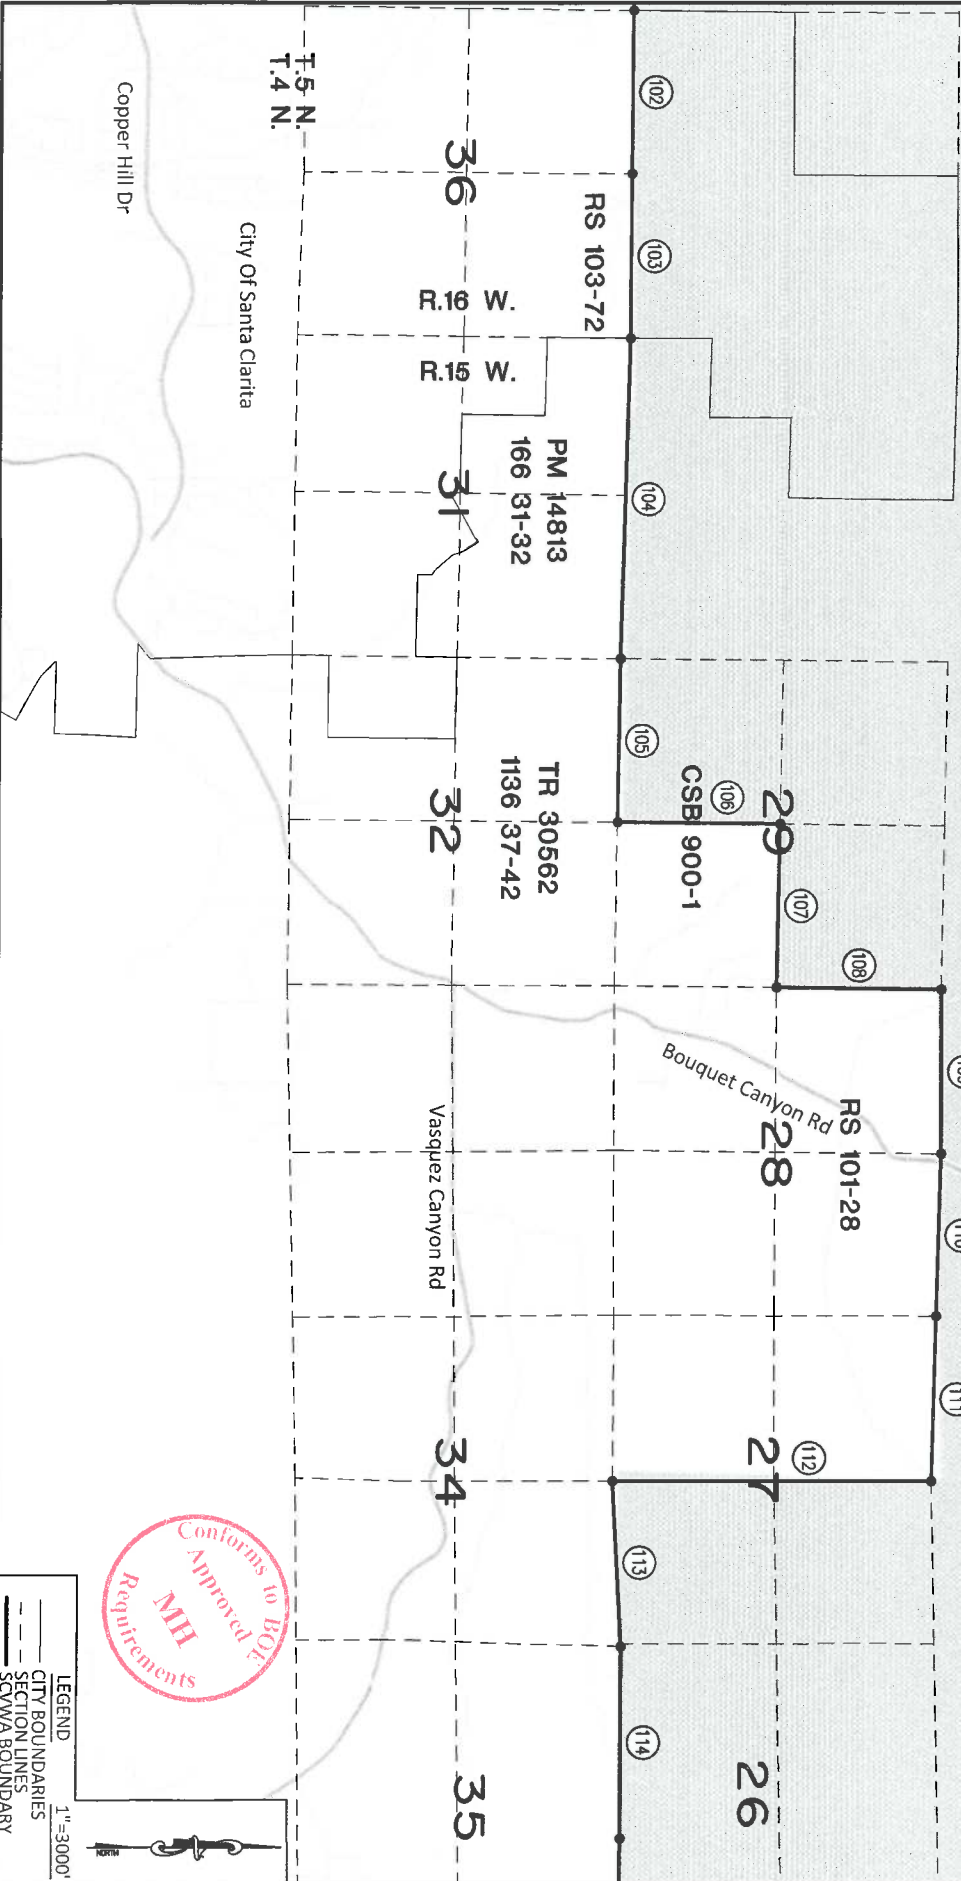 102
103
104
105
106
107
108
111
112
113
114
36
31
32
34
35
29
28
27
26
RS 103-72
R.16 W.
R.15 W.
T.5 N.
T.4 N.
PM 14813
166 31-32
TR 30562
1136 37-42
CSB 900-1
RS 101-28
Copper Hill Dr
City Of Santa Clarita
Bouquet Canyon Rd
Vasquez Canyon Rd
Conforms to BOE
Approved
MH
Requirements
LEGEND
1"=3000'
CITY BOUNDARIES
SECTION LINES
SCVWA BOUNDARY
NORTH